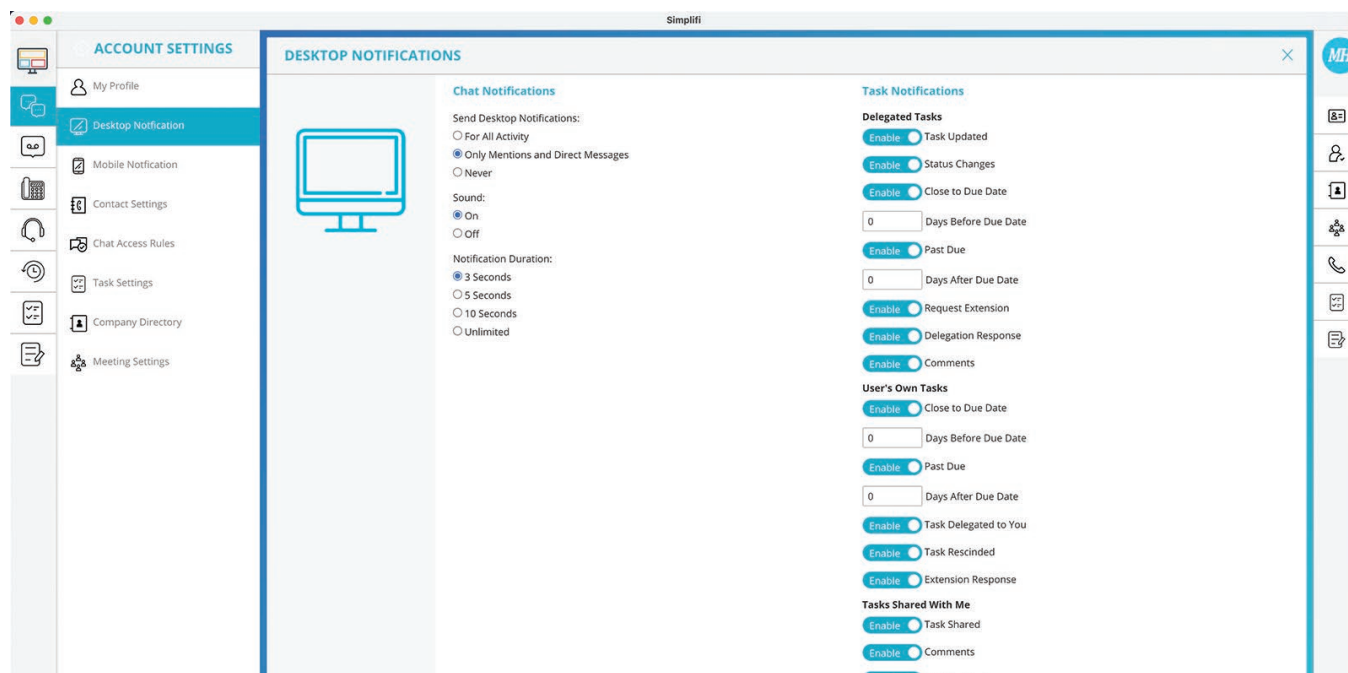 Simplifi
ACCOUNT SETTINGS
My Profile
Desktop Notfication
Mobile Notfication
Contact Settings
Chat Access Rules
Task Settings
Company Directory
Meeting Settings
DESKTOP NOTIFICATIONS
Chat Notifications
Send Desktop Notifications:
For All Activity
Only Mentions and Direct Messages
Never
Sound:
On
Off
Notification Duration:
3 Seconds
5 Seconds
10 Seconds
Unlimited
Task Notifications
Delegated Tasks
Enable Task Updated
Enable Status Changes
Enable Close to Due Date
0 Days Before Due Date
Enable Past Due
0 Days After Due Date
Enable Request Extension
Enable Delegation Response
Enable Comments
User's Own Tasks
Enable Close to Due Date
0 Days Before Due Date
Enable Past Due
0 Days After Due Date
Enable Task Delegated to You
Enable Task Rescinded
Enable Extension Response
Tasks Shared With Me
Enable Task Shared
Enable Comments
MH